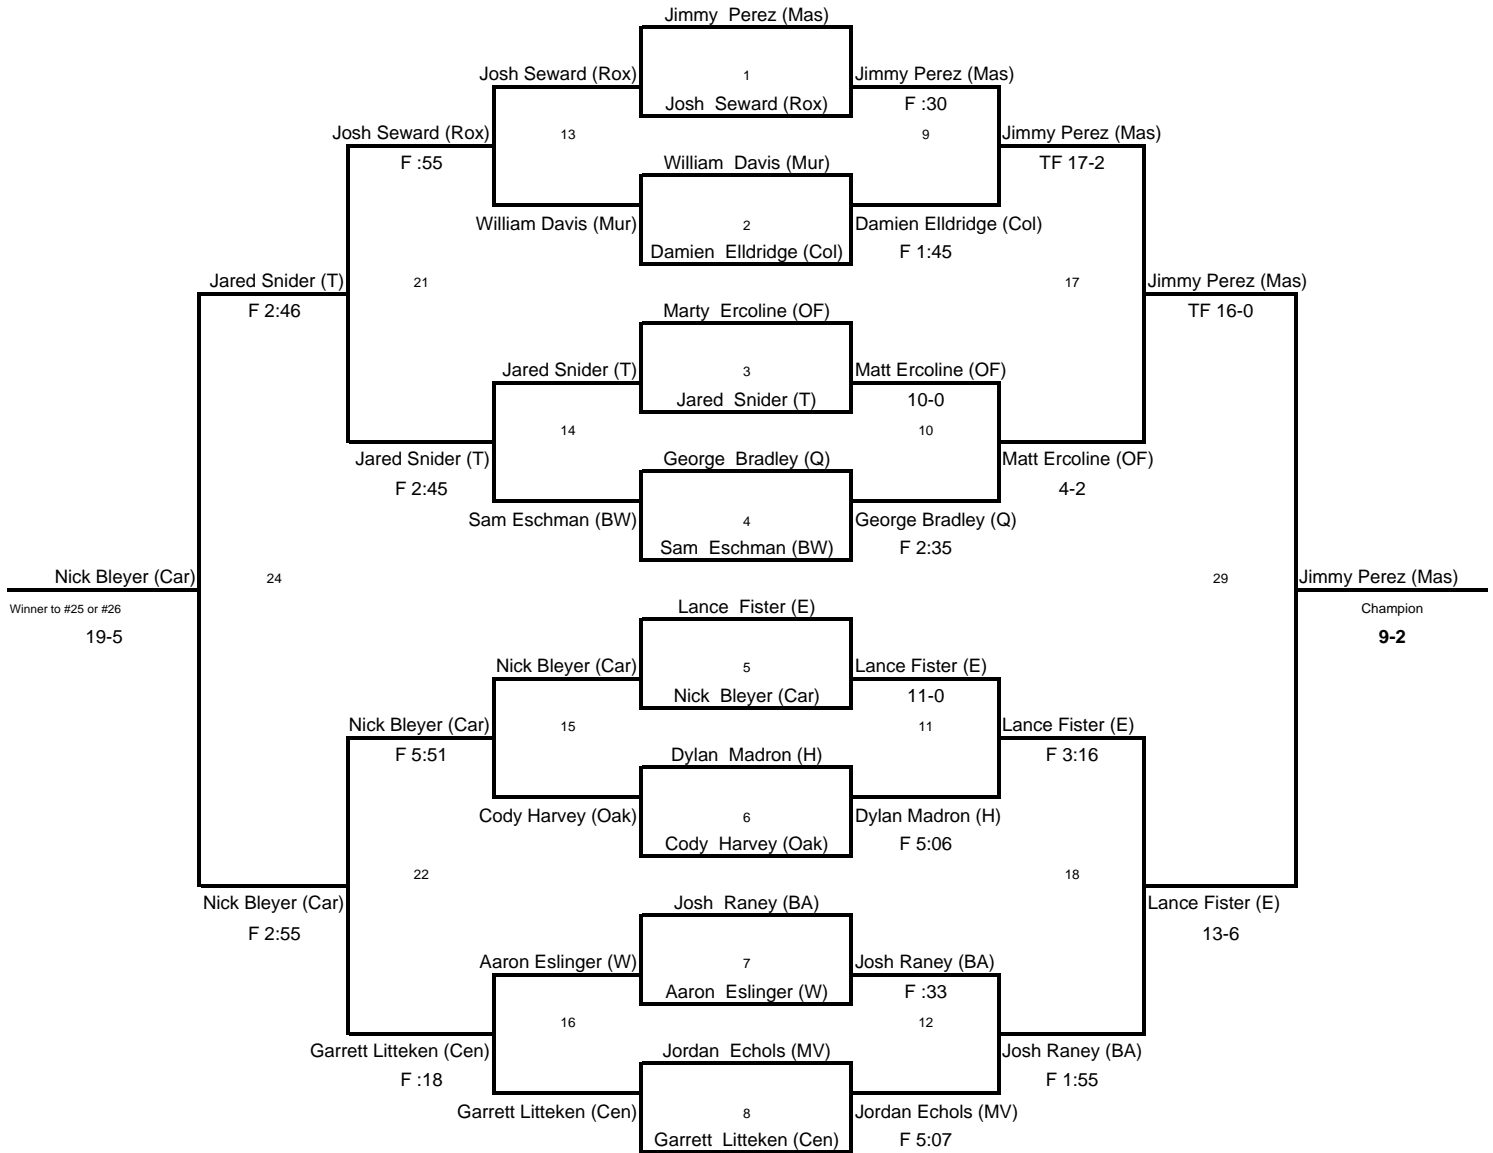 Jimmy Perez (Mas)
Josh Seward (Rox)
1
Jimmy Perez (Mas)
Josh Seward (Rox)
F :30
Josh Seward (Rox)
13
9
Jimmy Perez (Mas)
F :55
William Davis (Mur)
TF 17-2
William Davis (Mur)
2
Damien Elldridge (Col)
Damien Elldridge (Col)
F 1:45
Jared Snider (T)
21
17
Jimmy Perez (Mas)
F 2:46
Marty Ercoline (OF)
TF 16-0
Jared Snider (T)
3
Matt Ercoline (OF)
Jared Snider (T)
10-0
14
10
Jared Snider (T)
George Bradley (Q)
Matt Ercoline (OF)
F 2:45
4-2
Sam Eschman (BW)
4
George Bradley (Q)
Sam Eschman (BW)
F 2:35
Nick Bleyer (Car)
24
29
Jimmy Perez (Mas)
Winner to #25 or #26
Lance Fister (E)
Champion
19-5
9-2
Nick Bleyer (Car)
5
Lance Fister (E)
Nick Bleyer (Car)
11-0
Nick Bleyer (Car)
15
11
Lance Fister (E)
F 5:51
Dylan Madron (H)
F 3:16
Cody Harvey (Oak)
6
Dylan Madron (H)
Cody Harvey (Oak)
F 5:06
22
18
Nick Bleyer (Car)
Josh Raney (BA)
Lance Fister (E)
F 2:55
13-6
Aaron Eslinger (W)
7
Josh Raney (BA)
Aaron Eslinger (W)
F :33
16
12
Garrett Litteken (Cen)
Jordan Echols (MV)
Josh Raney (BA)
F :18
F 1:55
Garrett Litteken (Cen)
8
Jordan Echols (MV)
Garrett Litteken (Cen)
F 5:07